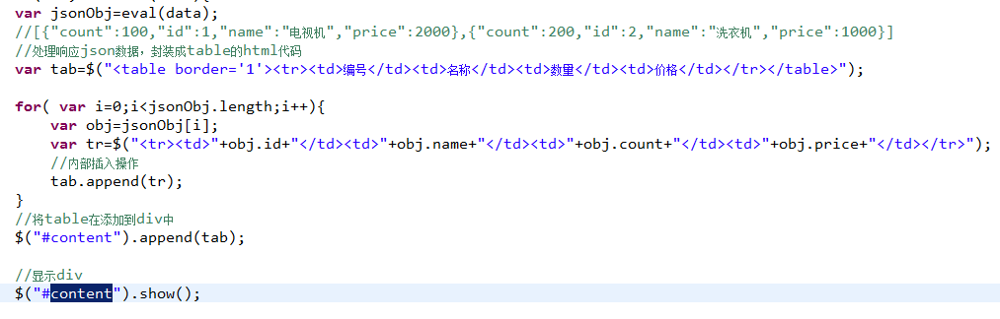 var jsonObj=eval(data);
//[{"count":100,"id":1,"name":"电视机","price":2000},{"count":200,"id":2,"name":"洗衣机","price":1000}]
//处理响应json数据，封装成table的html代码
var tab=$("<table border='1'><tr><td>编号</td><td>名称</td><td>数量</td><td>价格</td></tr></table>");
for( var i=0;i<jsonObj.length;i++){
var obj=jsonObj[i];
var tr=$("<tr><td>"+obj.id+"</td><td>"+obj.name+"</td><td>"+obj.count+"</td><td>"+obj.price+"</td></tr>");
//内部插入操作
tab.append(tr);
}
//将table在添加到div中
$("#content").append(tab);
//显示div
$("#content").show();